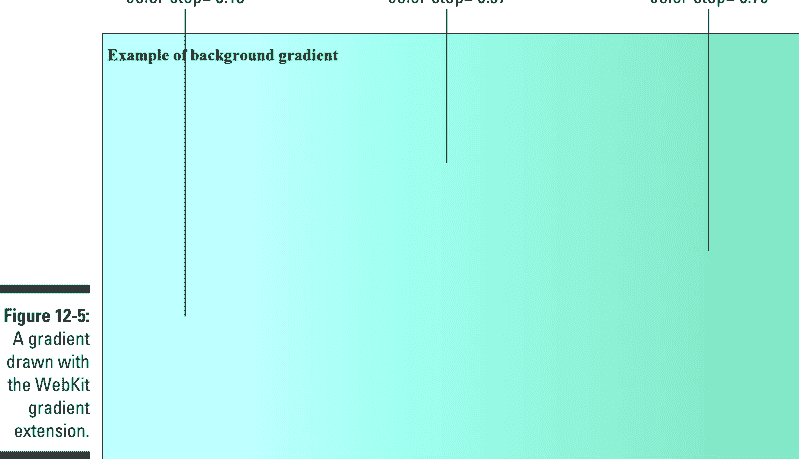 Example of background gradient
Figure 12-5:
A gradient
drawn with
the WebKit
gradient
extension.